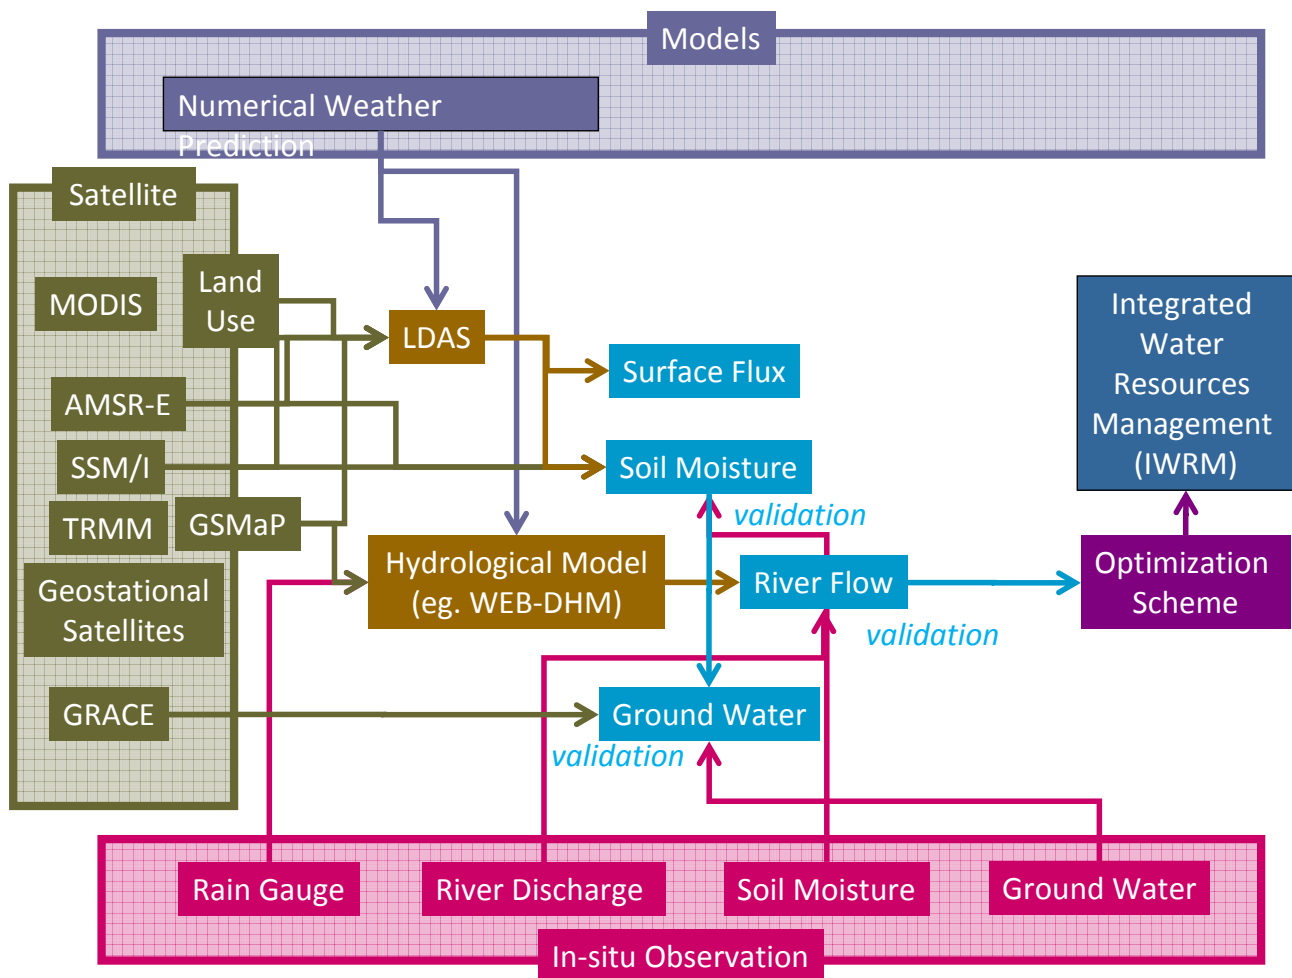 Models
Numerical Weather
Prediction
Satellite
MODIS
Land
Use
AMSR-E
SSM/I
TRMM
GSMaP
Geostational
Satellites
GRACE
LDAS
Surface Flux
Soil Moisture
validation
Hydrological Model
(eg. WEB-DHM)
River Flow
validation
Ground Water
validation
Integrated
Water
Resources
Management
(IWRM)
Optimization
Scheme
Rain Gauge
River Discharge
Soil Moisture
Ground Water
In-situ Observation